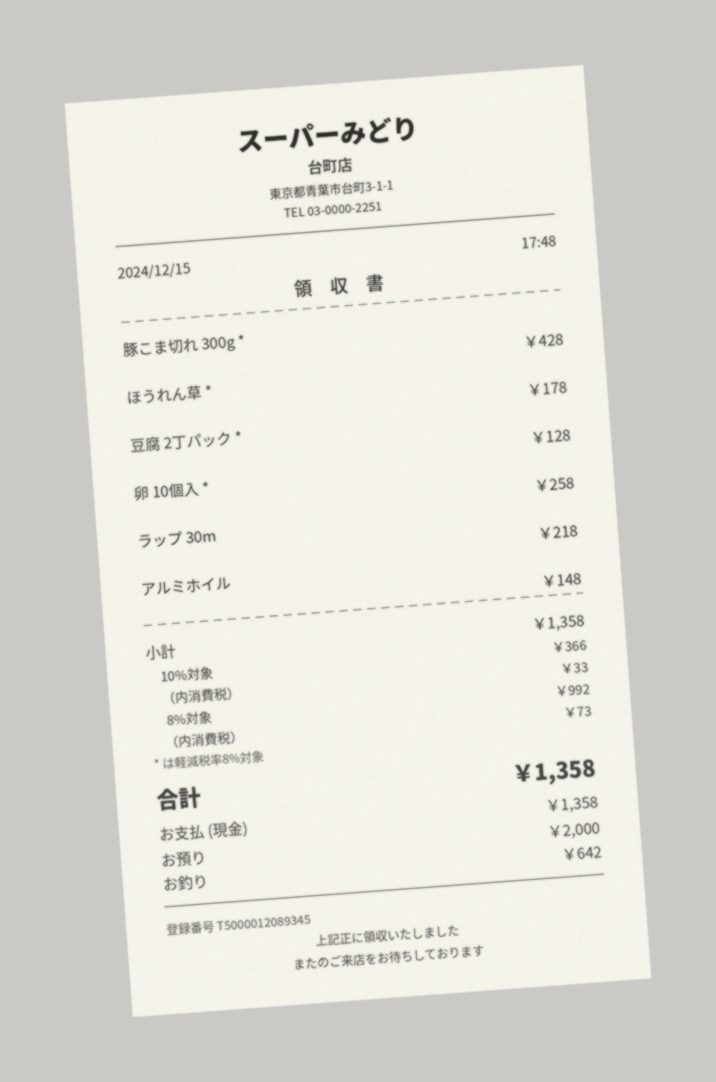 スーパーみどり
台町店
東京都青葉市台町3-1-1
TEL 03-0000-2251
2024/12/15 17:48
領 収 書
豚こま切れ 300g * ￥428
ほうれん草 * ￥178
豆腐 2丁パック * ￥128
卵 10個入 * ￥258
ラップ 30m ￥218
アルミホイル ￥148
小計 ￥1,358
10%対象 ￥366
（内消費税） ￥33
8%対象 ￥992
（内消費税） ￥73
* は軽減税率8%対象
合計 ￥1,358
お支払 (現金) ￥1,358
お預り ￥2,000
お釣り ￥642
登録番号 T5000012089345
上記正に領収いたしました
またのご来店をお待ちしております